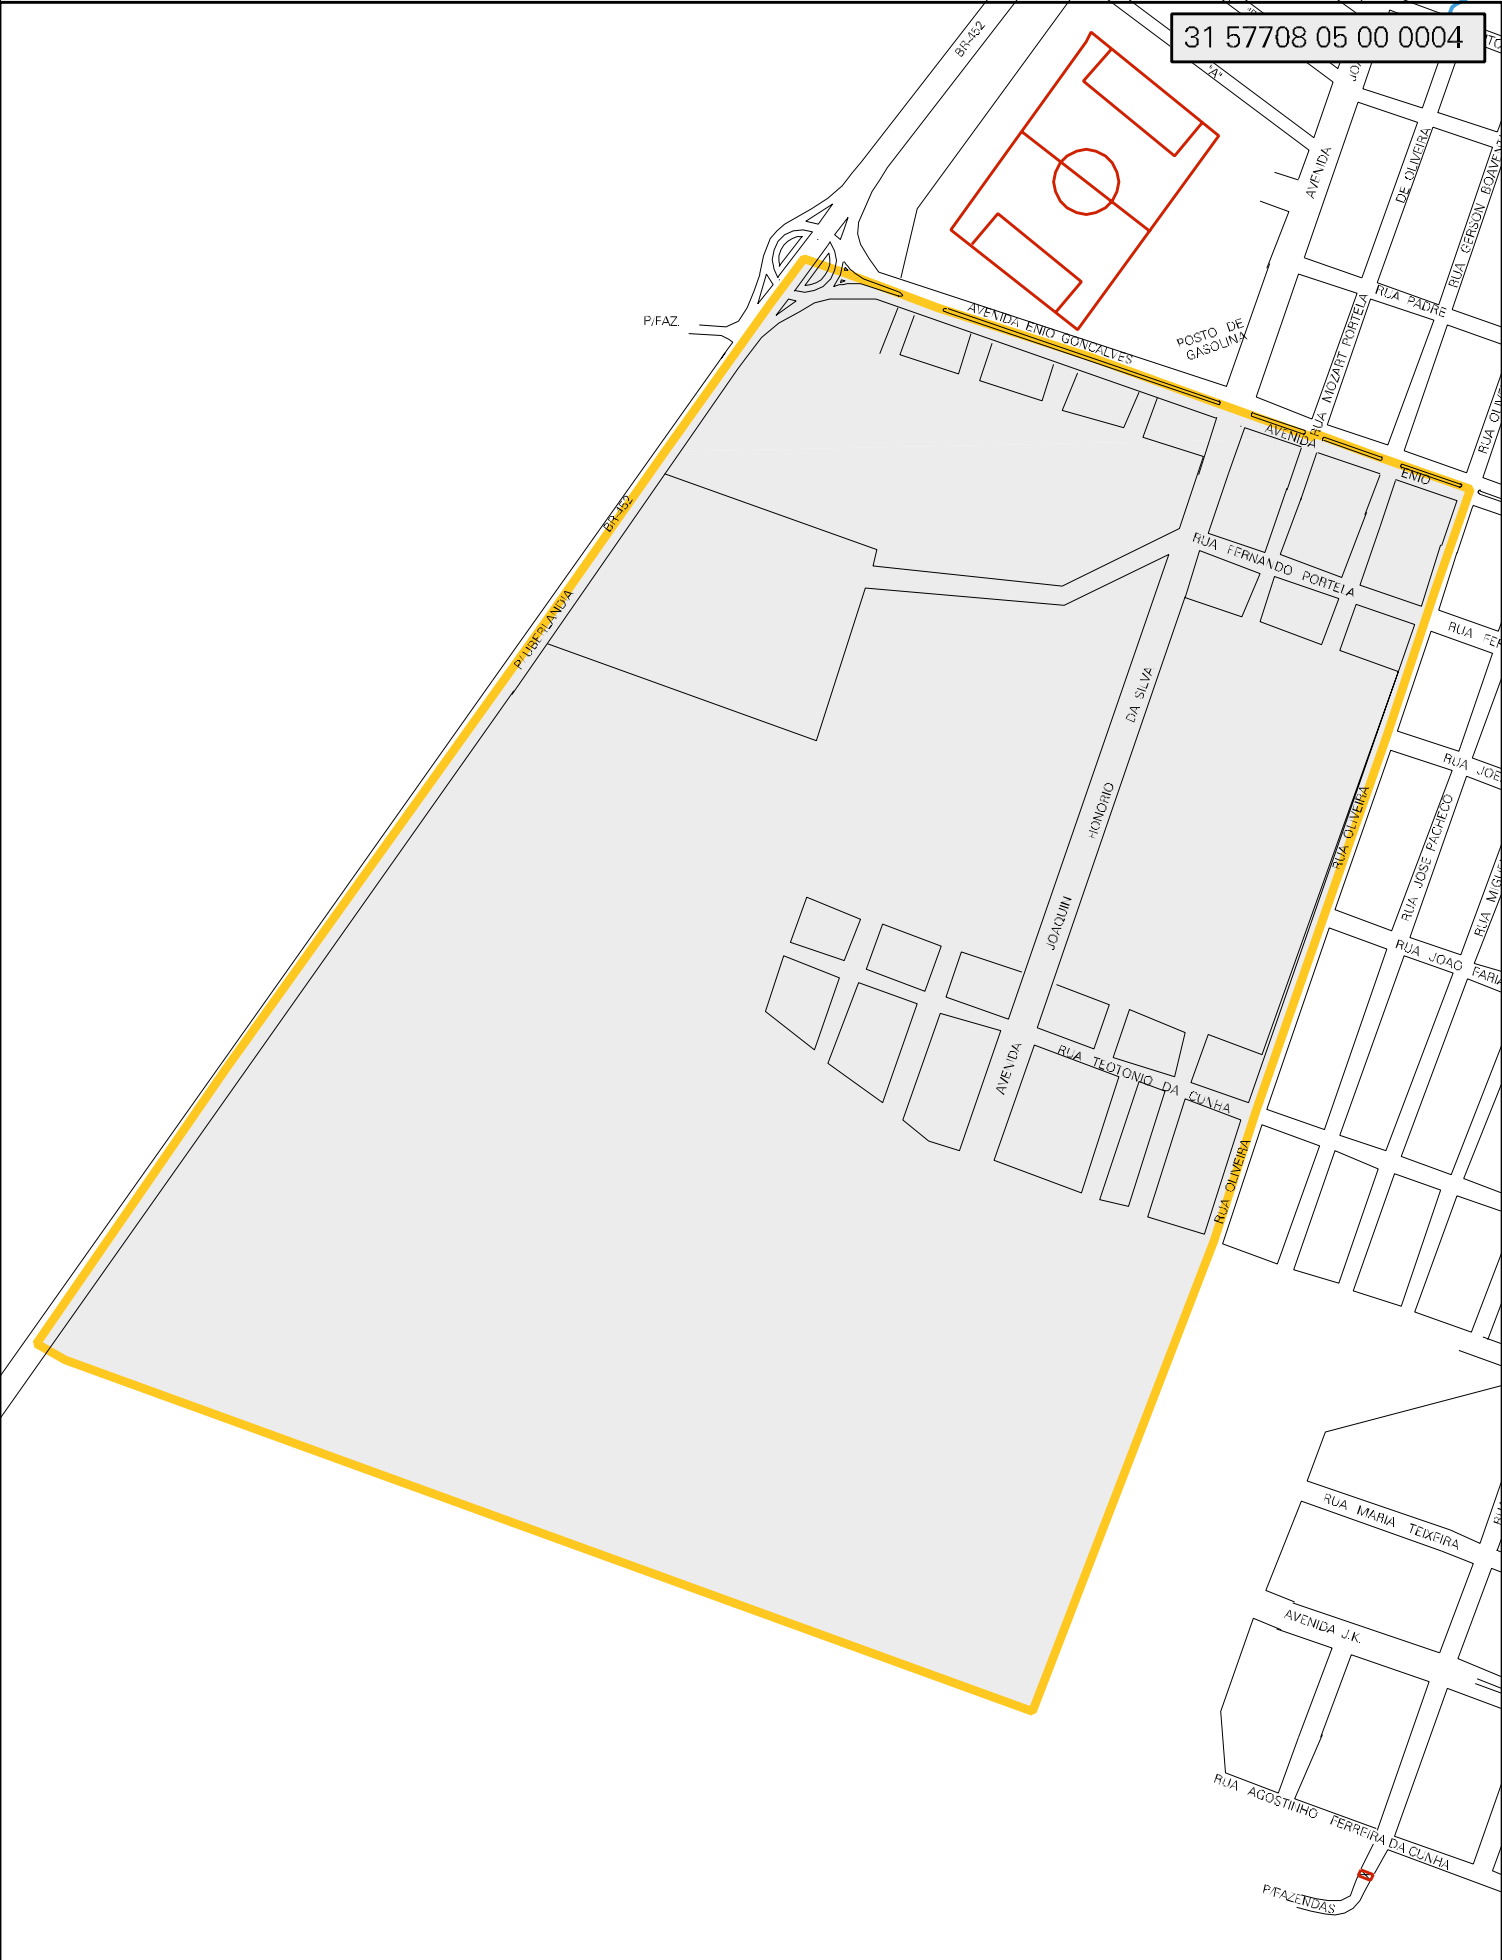 31 57708 05 00 0004
BR-452
"A"
AVENIDA
DE OLIVEIRA
RUA GERSON
RUA PADRE
P/FAZ.
AVENIDA ENIO GONCALVES
POSTO DE
GASOLINA
RUA MOZART PORTELA
AVENIDA
ENIO
BR-452
RUA FERNANDO PORTELA
P/ UBERLANDIA
DA SILVA
HONORIO
JOAQUIN
AVENIDA
RUA OLIVEIRA
RUA JOSE PACHECO
RUA JOAO FARIA
RUA TEOTONIO DA CUNHA
RUA OLIVEIRA
RUA MARIA TEIXEIRA
AVENIDA J.K.
RUA AGOSTINHO FERREIRA DA CUNHA
P/FAZENDAS